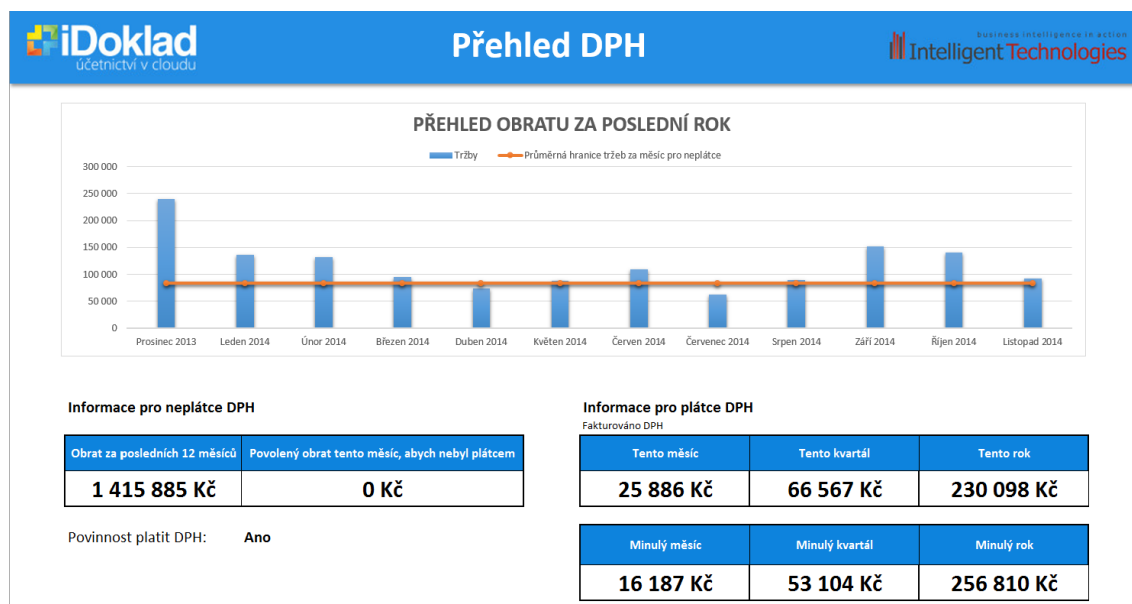 iDoklad
účetnictví v cloudu
Přehled DPH
business intelligence in action
Intelligent Technologies
PŘEHLED OBRATU ZA POSLEDNÍ ROK
Tržby Průměrná hranice tržeb za měsíc pro neplátce
300 000
250 000
200 000
150 000
100 000
50 000
0
Prosinec 2013 Leden 2014 Únor 2014 Březen 2014 Duben 2014 Květen 2014 Červen 2014 Červenec 2014 Srpen 2014 Září 2014 Říjen 2014 Listopad 2014
Informace pro neplátce DPH
Obrat za posledních 12 měsíců Povolený obrat tento měsíc, abych nebyl plátcem
1 415 885 Kč 0 Kč
Povinnost platit DPH: Ano
Informace pro plátce DPH
Fakturováno DPH
Tento měsíc Tento kvartál Tento rok
25 886 Kč 66 567 Kč 230 098 Kč
Minulý měsíc Minulý kvartál Minulý rok
16 187 Kč 53 104 Kč 256 810 Kč